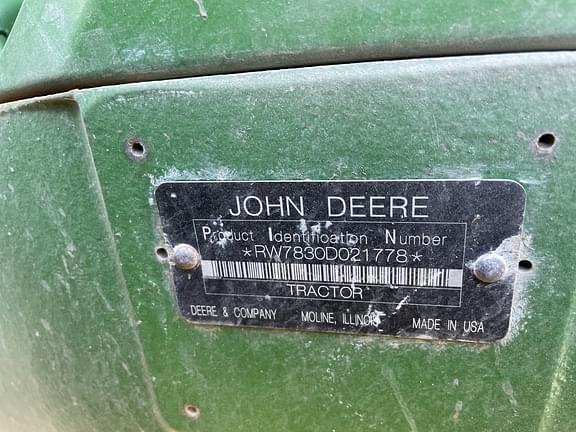 JOHN DEERE
Product Identification Number
*RW7830D021778*
TRACTOR
DEERE & COMPANY MOLINE, ILLINOIS MADE IN USA